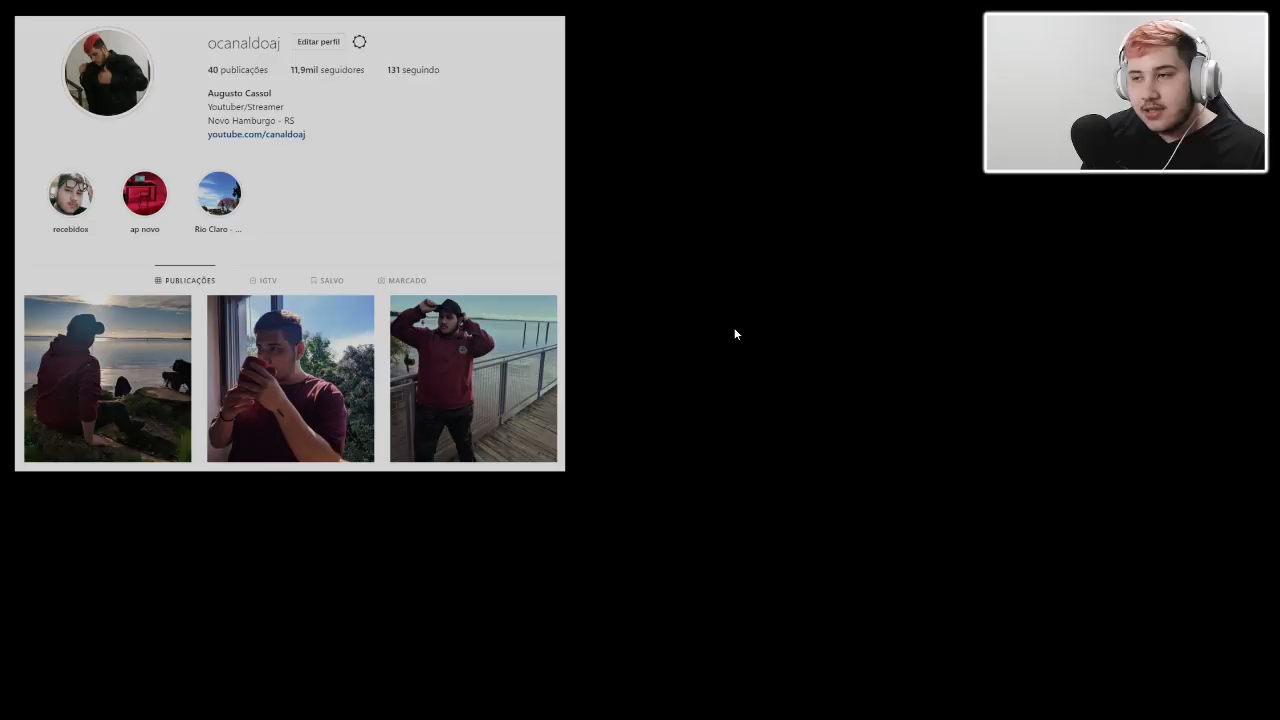 ocanaldoaj Editar perfil
40 publicações 11,9mil seguidores 131 seguindo
Augusto Cassol
Youtuber/Streamer
Novo Hamburgo - RS
youtube.com/canaldoaj
recebidox ap novo Rio Claro - ...
PUBLICAÇÕES IGTV SALVO MARCADO